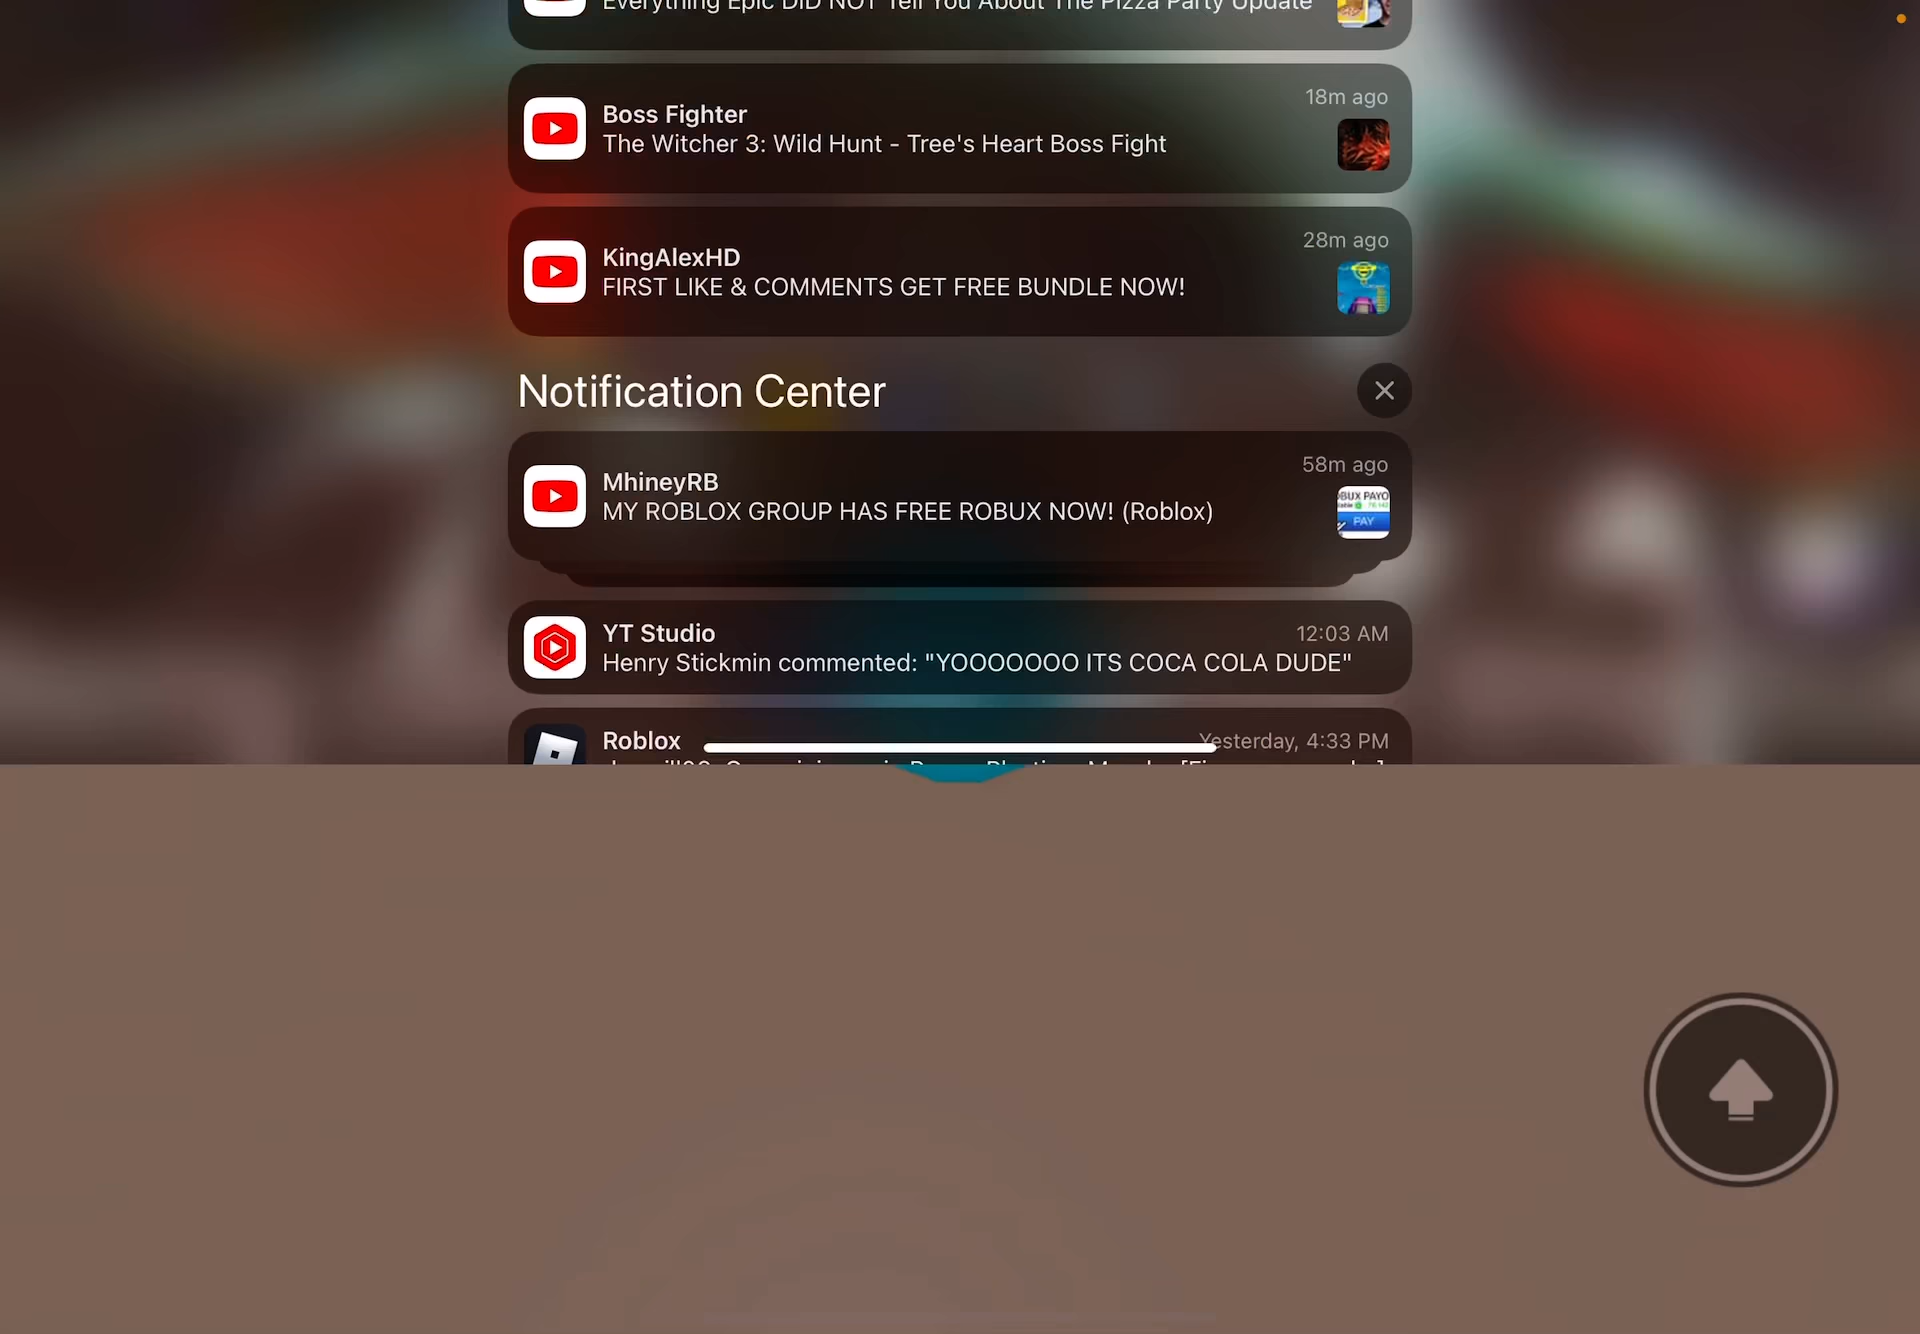 Everything Epic DID NOT Tell You About The Pizza Party Update
Boss Fighter
18m ago
The Witcher 3: Wild Hunt - Tree's Heart Boss Fight
KingAlexHD
28m ago
FIRST LIKE & COMMENTS GET FREE BUNDLE NOW!
Notification Center
MhineyRB
58m ago
MY ROBLOX GROUP HAS FREE ROBUX NOW! (Roblox)
PAY
YT Studio
12:03 AM
Henry Stickmin commented: "YOOOOOOO ITS COCA COLA DUDE"
Roblox
Yesterday, 4:33 PM